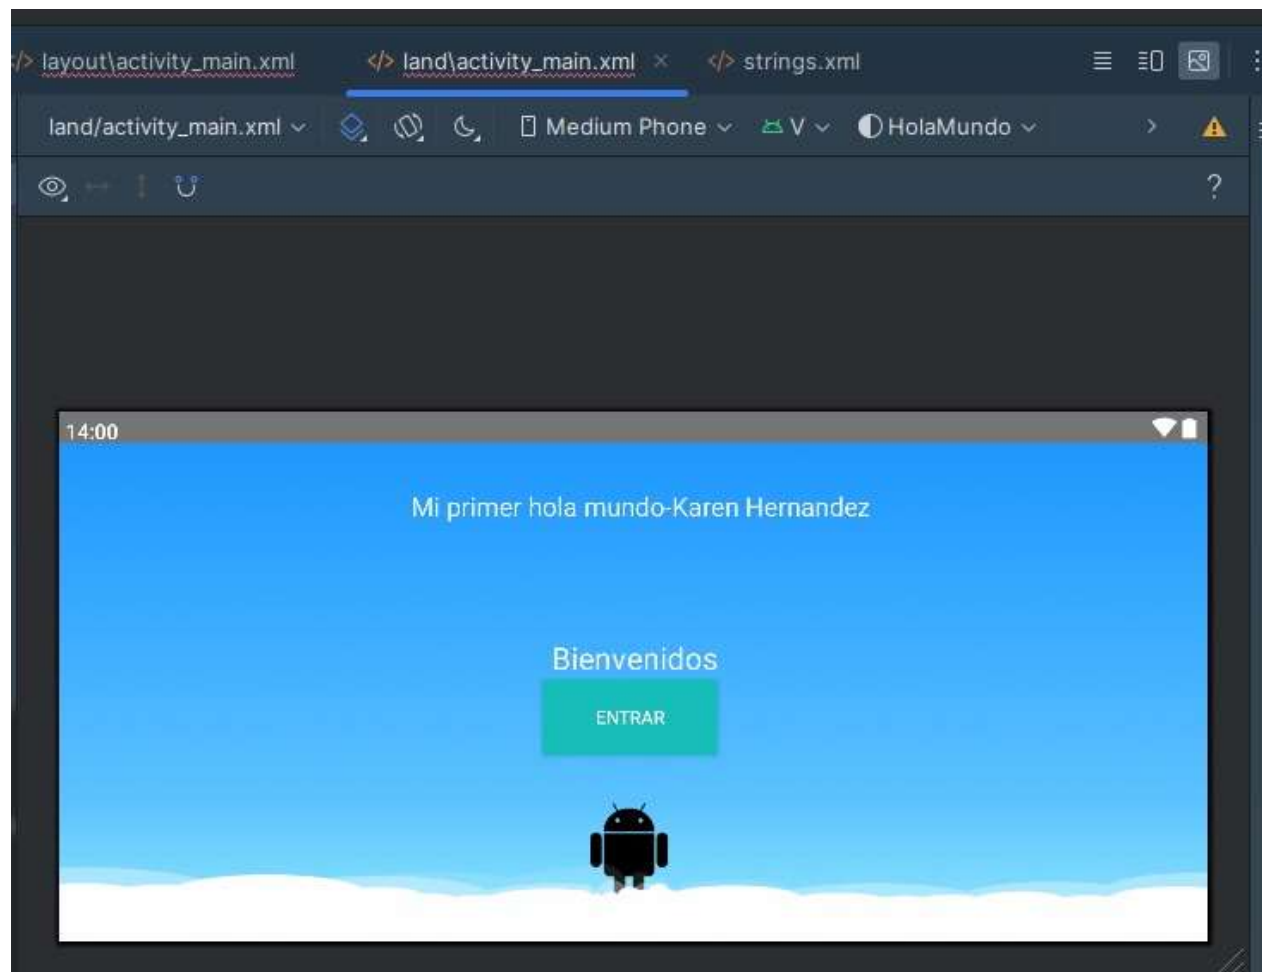 layout\activity_main.xml land\activity_main.xml strings.xml
land/activity_main.xml Medium Phone V HolaMundo
?
14:00
Mi primer hola mundo-Karen Hernandez
Bienvenidos
ENTRAR